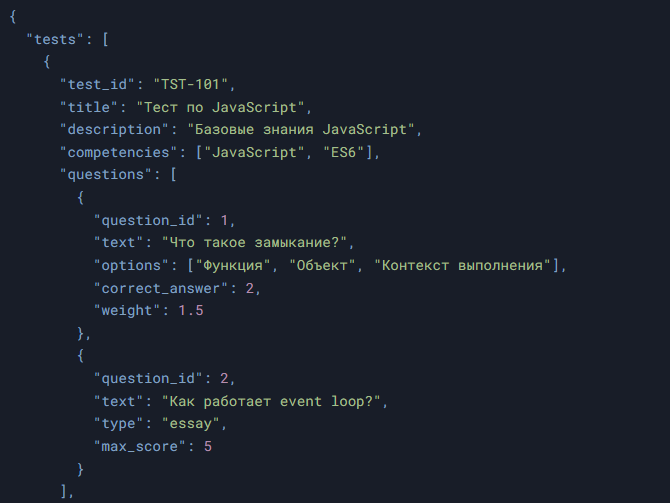 {
"tests": [
{
"test_id": "TST-101",
"title": "Тест по JavaScript",
"description": "Базовые знания JavaScript",
"competencies": ["JavaScript", "ES6"],
"questions": [
{
"question_id": 1,
"text": "Что такое замыкание?",
"options": ["Функция", "Объект", "Контекст выполнения"],
"correct_answer": 2,
"weight": 1.5
},
{
"question_id": 2,
"text": "Как работает event loop?",
"type": "essay",
"max_score": 5
}
],